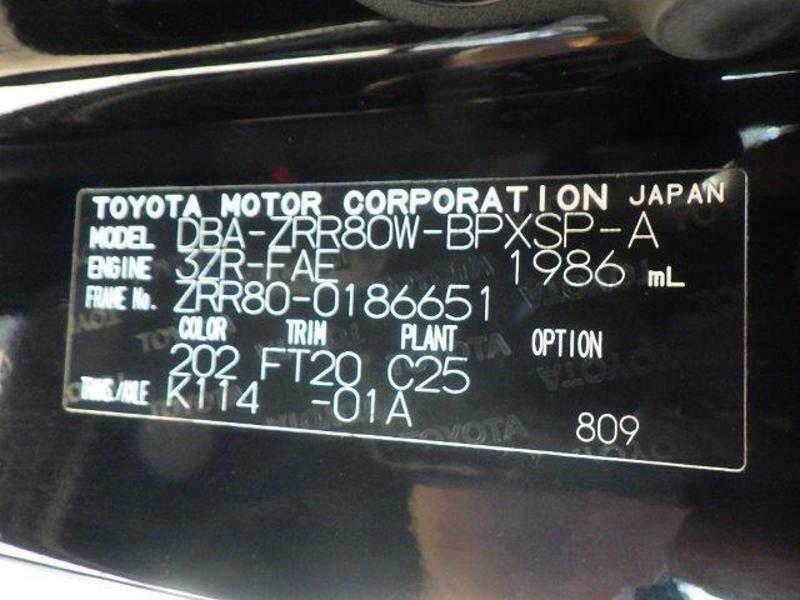 TOYOTA MOTOR CORPORATION JAPAN
MODEL DBA-ZRR80W-BPXSP-A
ENGINE 3ZR-FAE 1986 mL
FRAME No. ZRR80-0186651
COLOR TRIM PLANT OPTION
202 FT20 C25
TRANS./AXLE K114 -01A
809